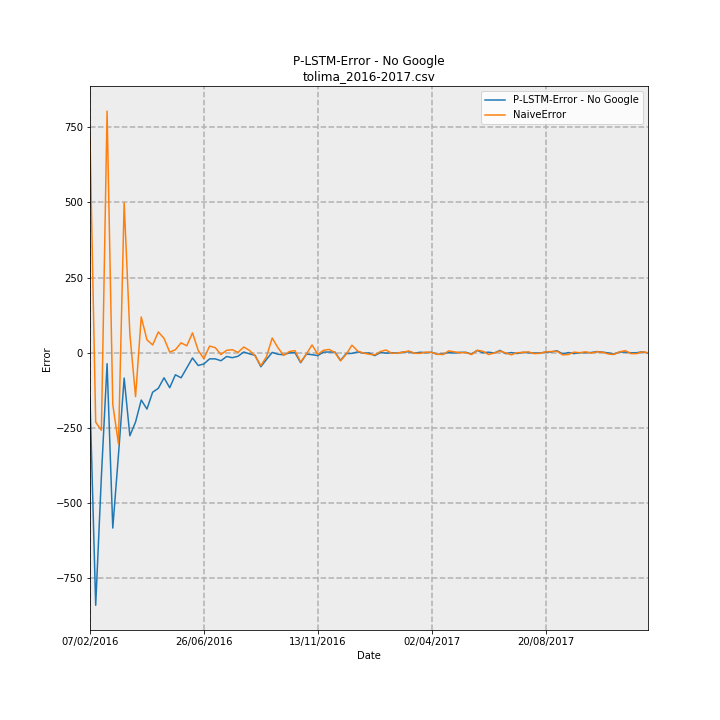 P-LSTM-Error - No Google
tolima_2016-2017.csv
P-LSTM-Error - No Google
NaiveError
750
500
250
0
−250
−500
−750
Error
07/02/2016 26/06/2016 13/11/2016 02/04/2017 20/08/2017
Date